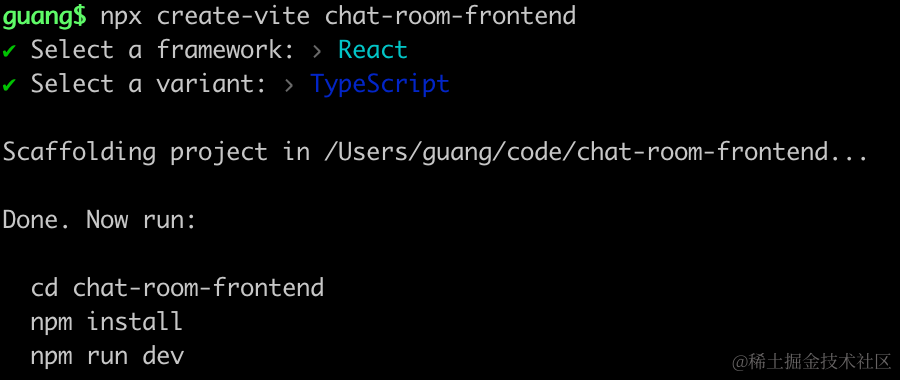 guang$ npx create-vite chat-room-frontend
✔ Select a framework: › React
✔ Select a variant: › TypeScript
Scaffolding project in /Users/guang/code/chat-room-frontend...
Done. Now run:
cd chat-room-frontend
npm install
npm run dev
@稀土掘金技术社区